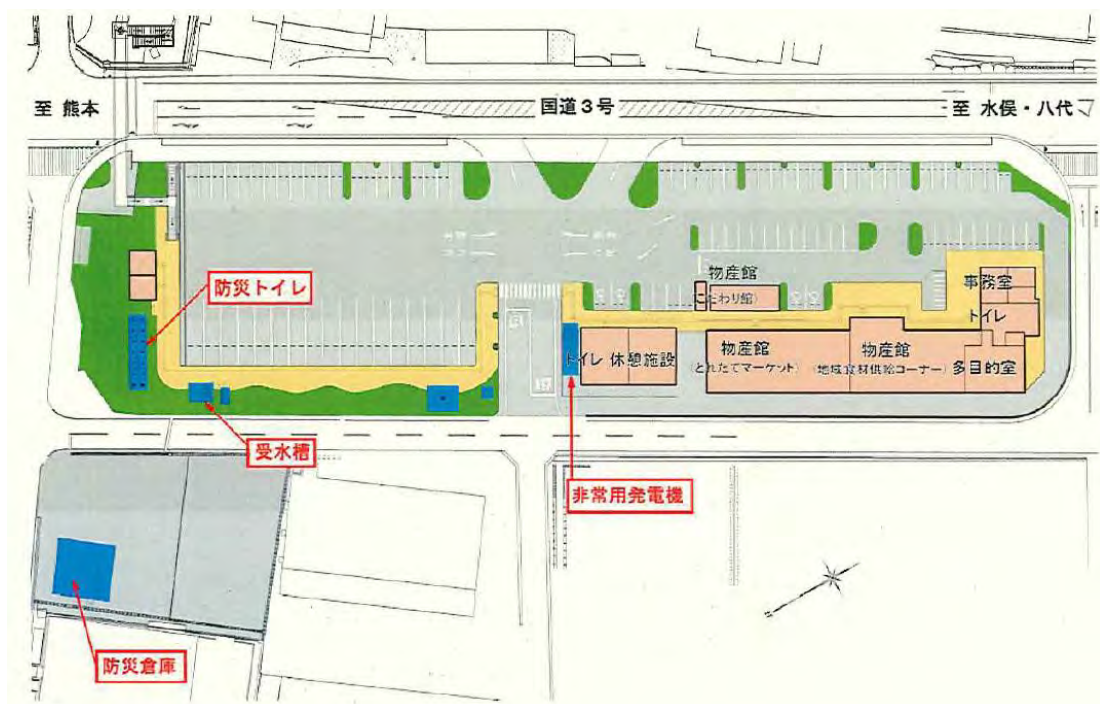 至 熊本
国道3号
至 水俣・八代
防災トイレ
物産館
(こだわり館)
事務室
トイレ
トイレ
休憩施設
物産館
(とれたてマーケット)
物産館
(地域食材供給コーナー)
多目的室
受水槽
非常用発電機
防災倉庫